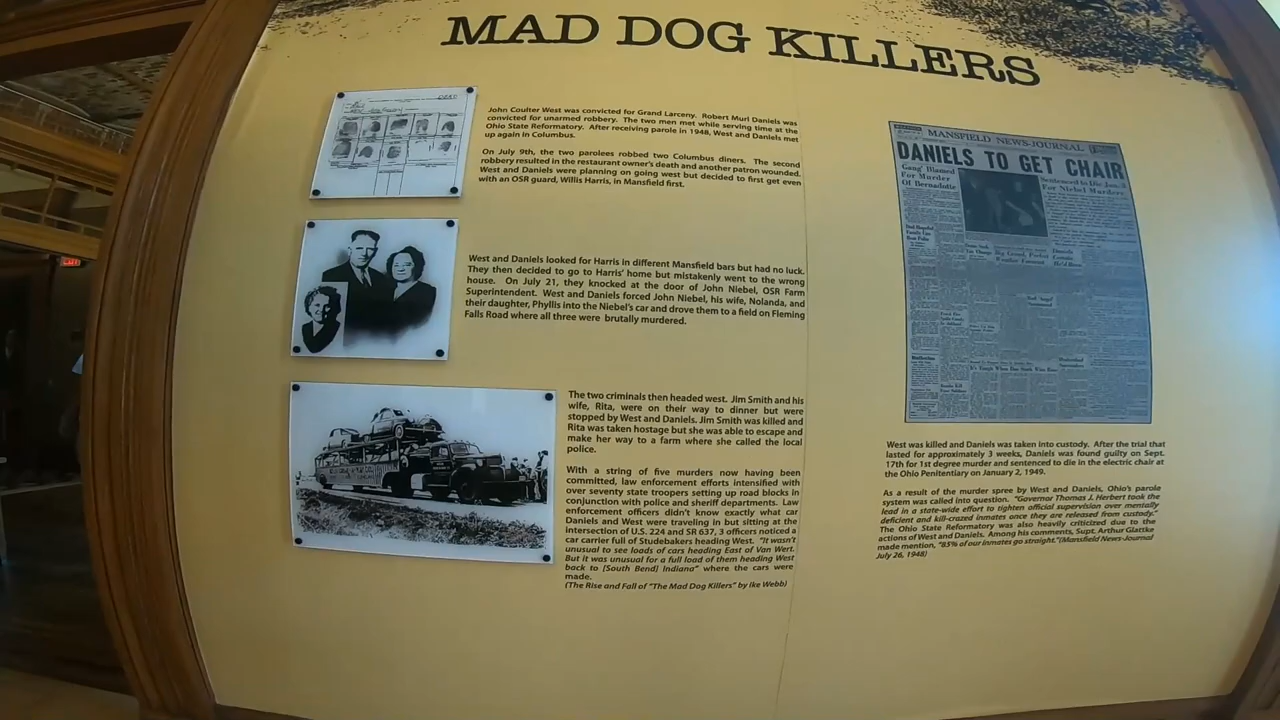 MAD DOG KILLERS
John Coulter West was convicted for Grand Larceny. Robert Murl Daniels was
convicted for unarmed robbery. The two men met while serving time at the
Ohio State Reformatory. After receiving parole in 1948, West and Daniels met
up again in Columbus.
On July 9th, the two parolees robbed two Columbus diners. The second
robbery resulted in the restaurant owner's death and another patron wounded.
West and Daniels were planning on going west but decided to first get even
with an OSR guard, Willis Harris, in Mansfield first.
West and Daniels looked for Harris in different Mansfield bars but had no luck.
They then decided to go to Harris' home but mistakenly went to the wrong
house. On July 21, they knocked at the door of John Niebel, OSR Farm
Superintendent. West and Daniels forced John Niebel, his wife, Nolanda, and
their daughter, Phyllis into the Niebel's car and drove them to a field on Fleming
Falls Road where all three were brutally murdered.
The two criminals then headed west. Jim Smith and his
wife, Rita, were on their way to dinner but were
stopped by West and Daniels. Jim Smith was killed and
Rita was taken hostage but she was able to escape and
make her way to a farm where she called the local
police.
With a string of five murders now having been
committed, law enforcement efforts intensified with
over seventy state troopers setting up road blocks in
conjunction with police and sheriff departments. Law
enforcement officers didn't know exactly what car
Daniels and West were traveling in but sitting at the
intersection of U.S. 224 and SR 637, 3 officers noticed a
car carrier full of Studebakers heading West. "It wasn't
unusual to see loads of cars heading East of Van Wert.
But it was unusual for a full load of them heading West
back to [South Bend] Indiana" where the cars were
made.
(The Rise and Fall of "The Mad Dog Killers" by Ike Webb)
MANSFIELD NEWS-JOURNAL
DANIELS TO GET CHAIR
Gang Blamed
For Murder
Of Bernadotte
Sentenced to Die Jan. 3
For Niebel Murders
West was killed and Daniels was taken into custody. After the trial that
lasted for approximately 3 weeks, Daniels was found guilty on Sept.
17th for 1st degree murder and sentenced to die in the electric chair at
the Ohio Penitentiary on January 2, 1949.
As a result of the murder spree by West and Daniels, Ohio's parole
system was called into question. "Governor Thomas J. Herbert took the
lead in a state-wide effort to tighten official supervision over mentally
deficient and kill-crazed inmates once they are released from custody."
The Ohio State Reformatory was also heavily criticized due to the
actions of West and Daniels. Among his comments, Supt. Arthur Glattke
made mention, "85% of our inmates go straight."(Mansfield News-Journal
July 26, 1948)